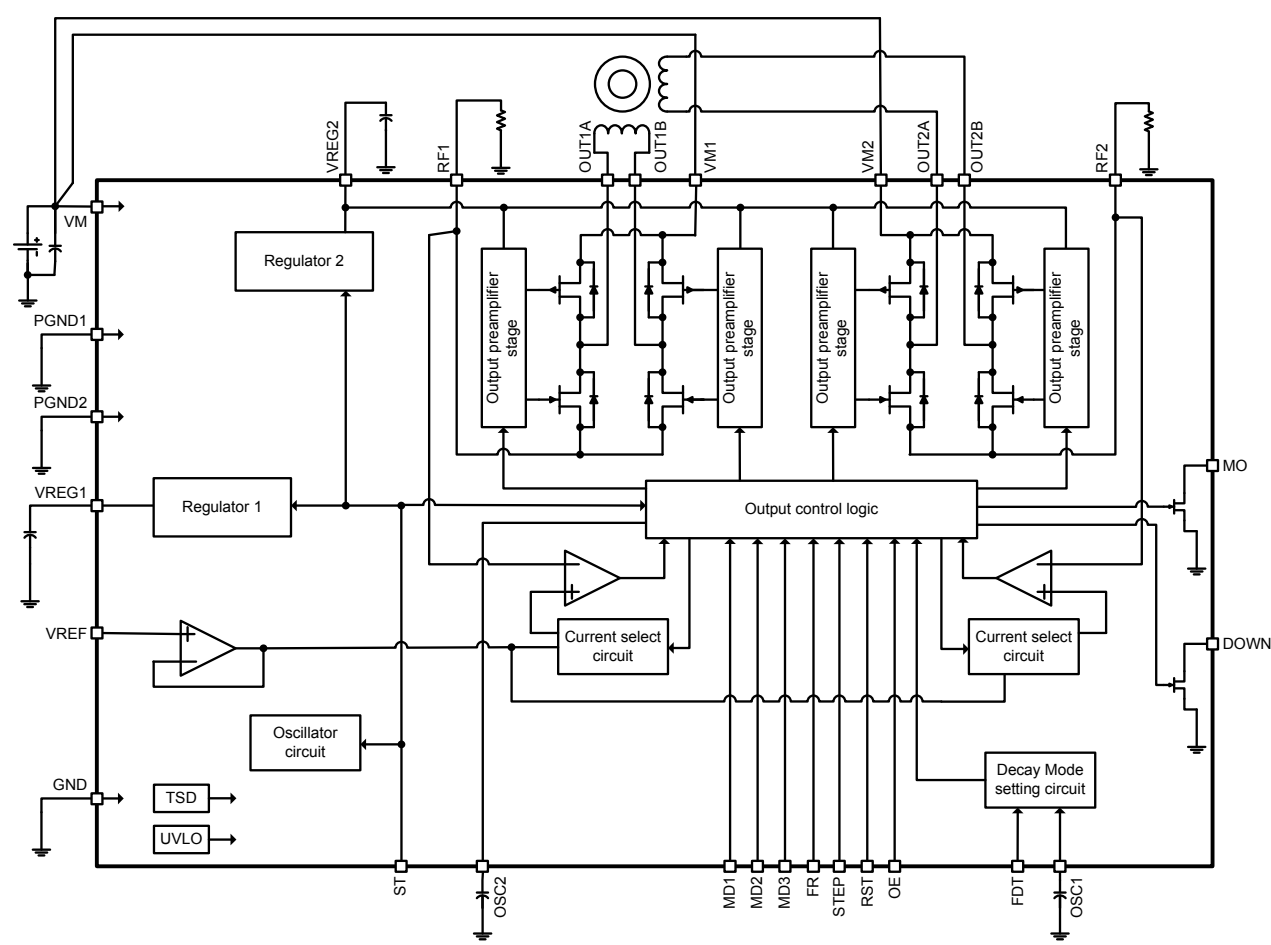 VREG2
RF1
OUT1A
OUT1B
VM1
VM2
OUT2A
OUT2B
RF2
VM
Regulator 2
Output preamplifier
stage
Output preamplifier
stage
Output preamplifier
stage
Output preamplifier
stage
PGND1
PGND2
VREG1
Regulator 1
Output control logic
MO
VREF
Current select
circuit
Current select
circuit
DOWN
Oscillator
circuit
Decay Mode
setting circuit
GND
TSD
UVLO
ST
OSC2
MD1
MD2
MD3
FR
STEP
RST
OE
FDT
OSC1